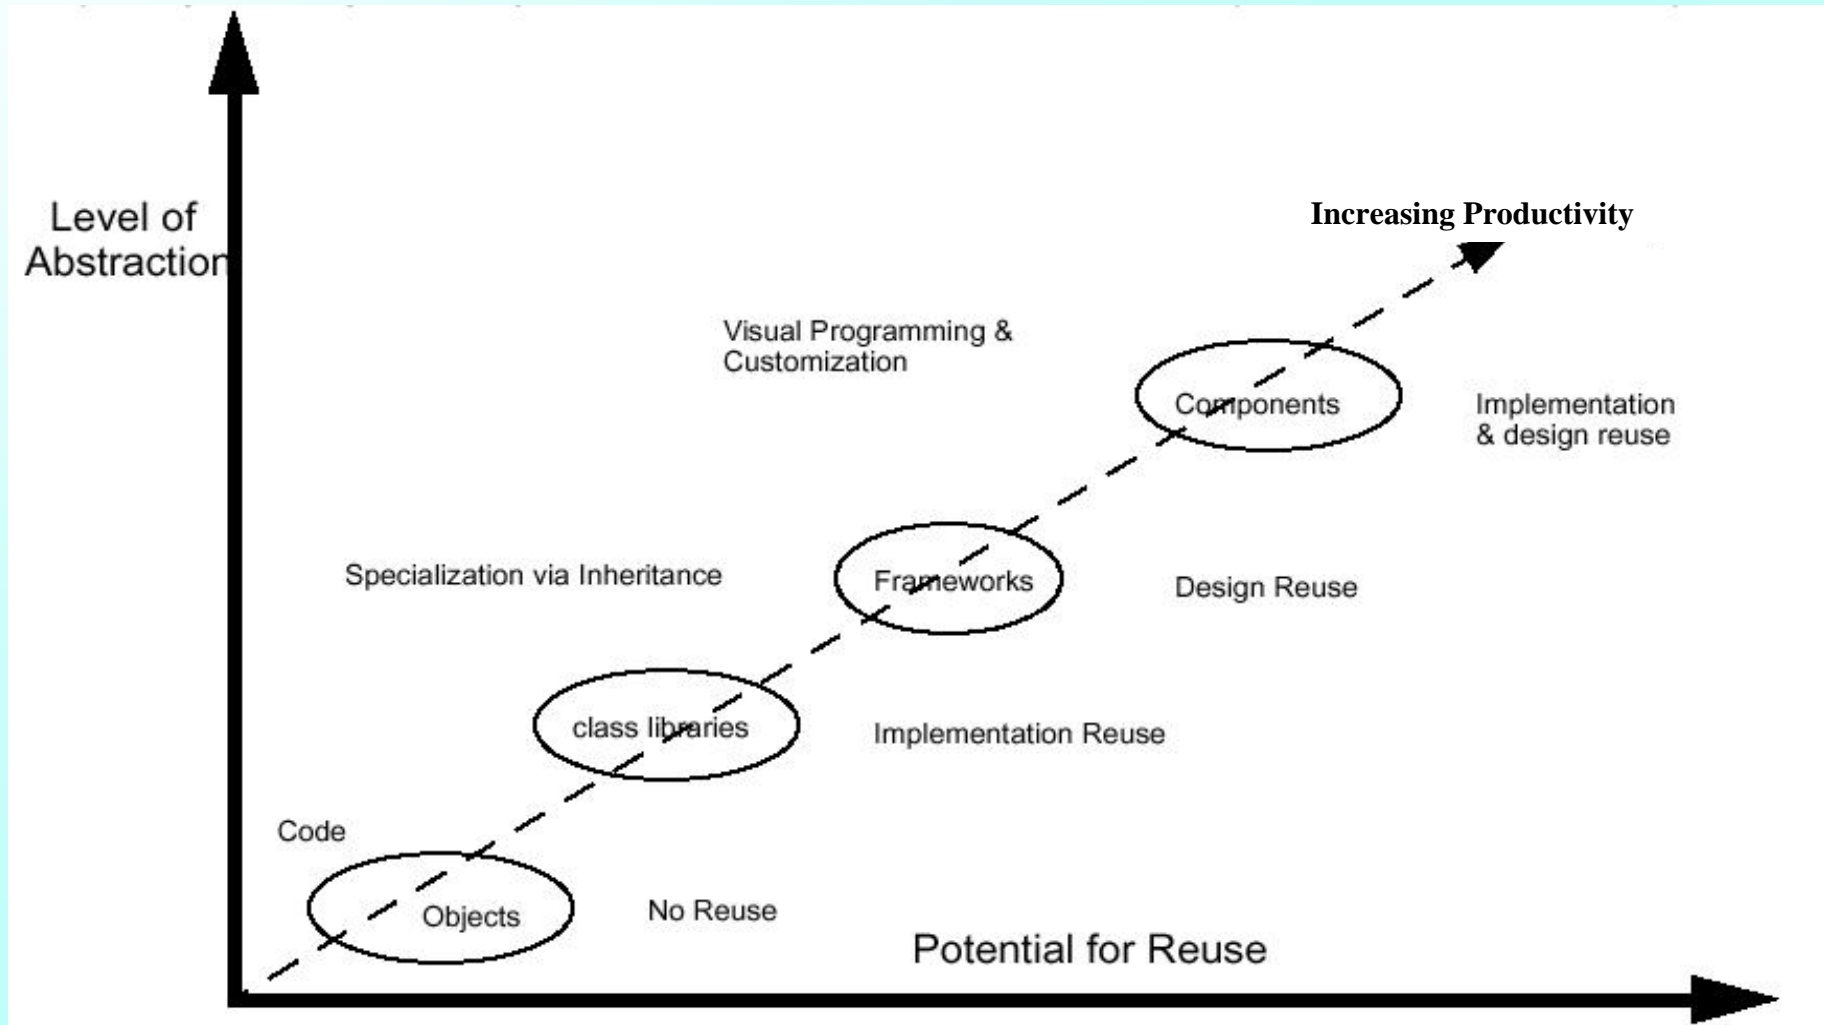 Level of
Abstraction
Increasing Productivity
Visual Programming &
Customization
Components
Implementation
& design reuse
Specialization via Inheritance
Frameworks
Design Reuse
class libraries
Implementation Reuse
Code
Objects
No Reuse
Potential for Reuse